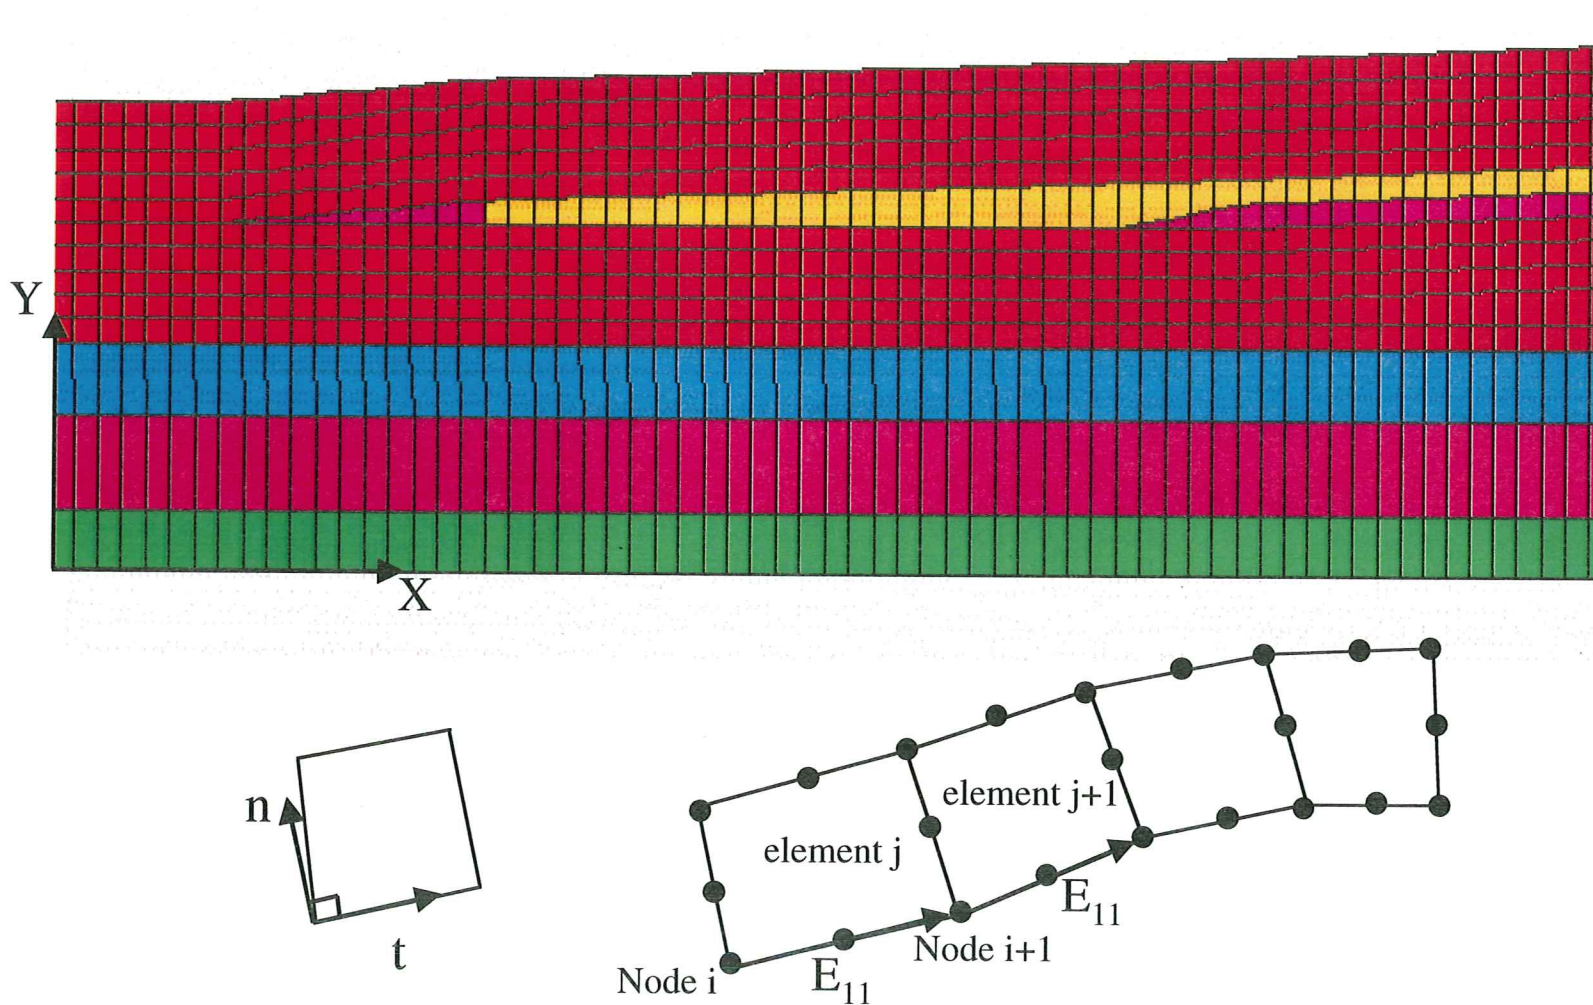 Y
X
n
t
element j
element j+1
E11
Node i
Node i+1
E11